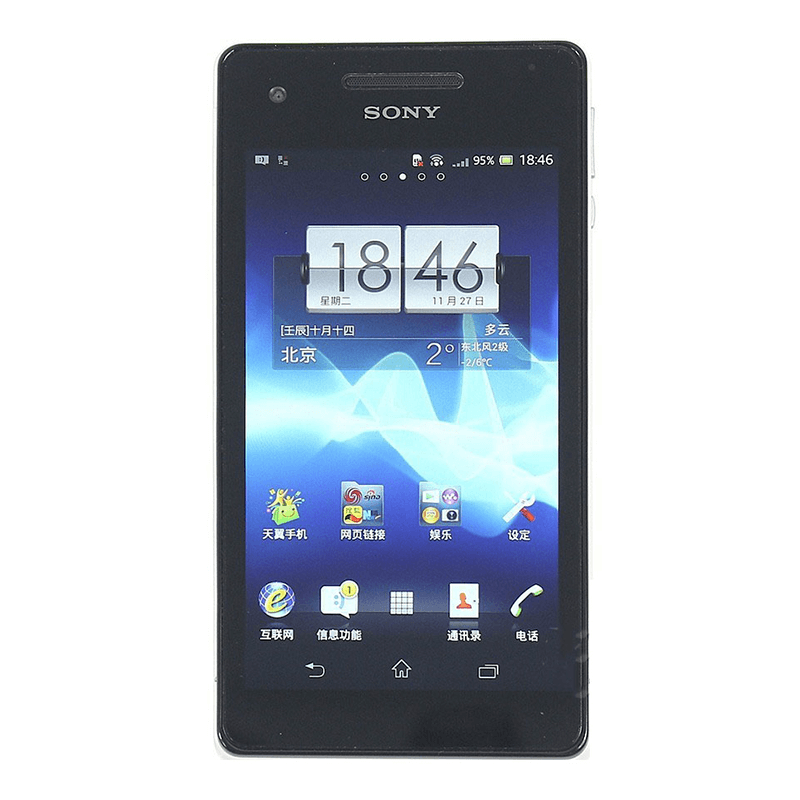 SONY
95% 18:46
18 46
星期二 11月27日
[壬辰]十月十四 多云
北京 2° 东北风2级
-2/6℃
sina
天翼手机 网页链接 娱乐 设定
1
互联网 信息功能 通讯录 电话